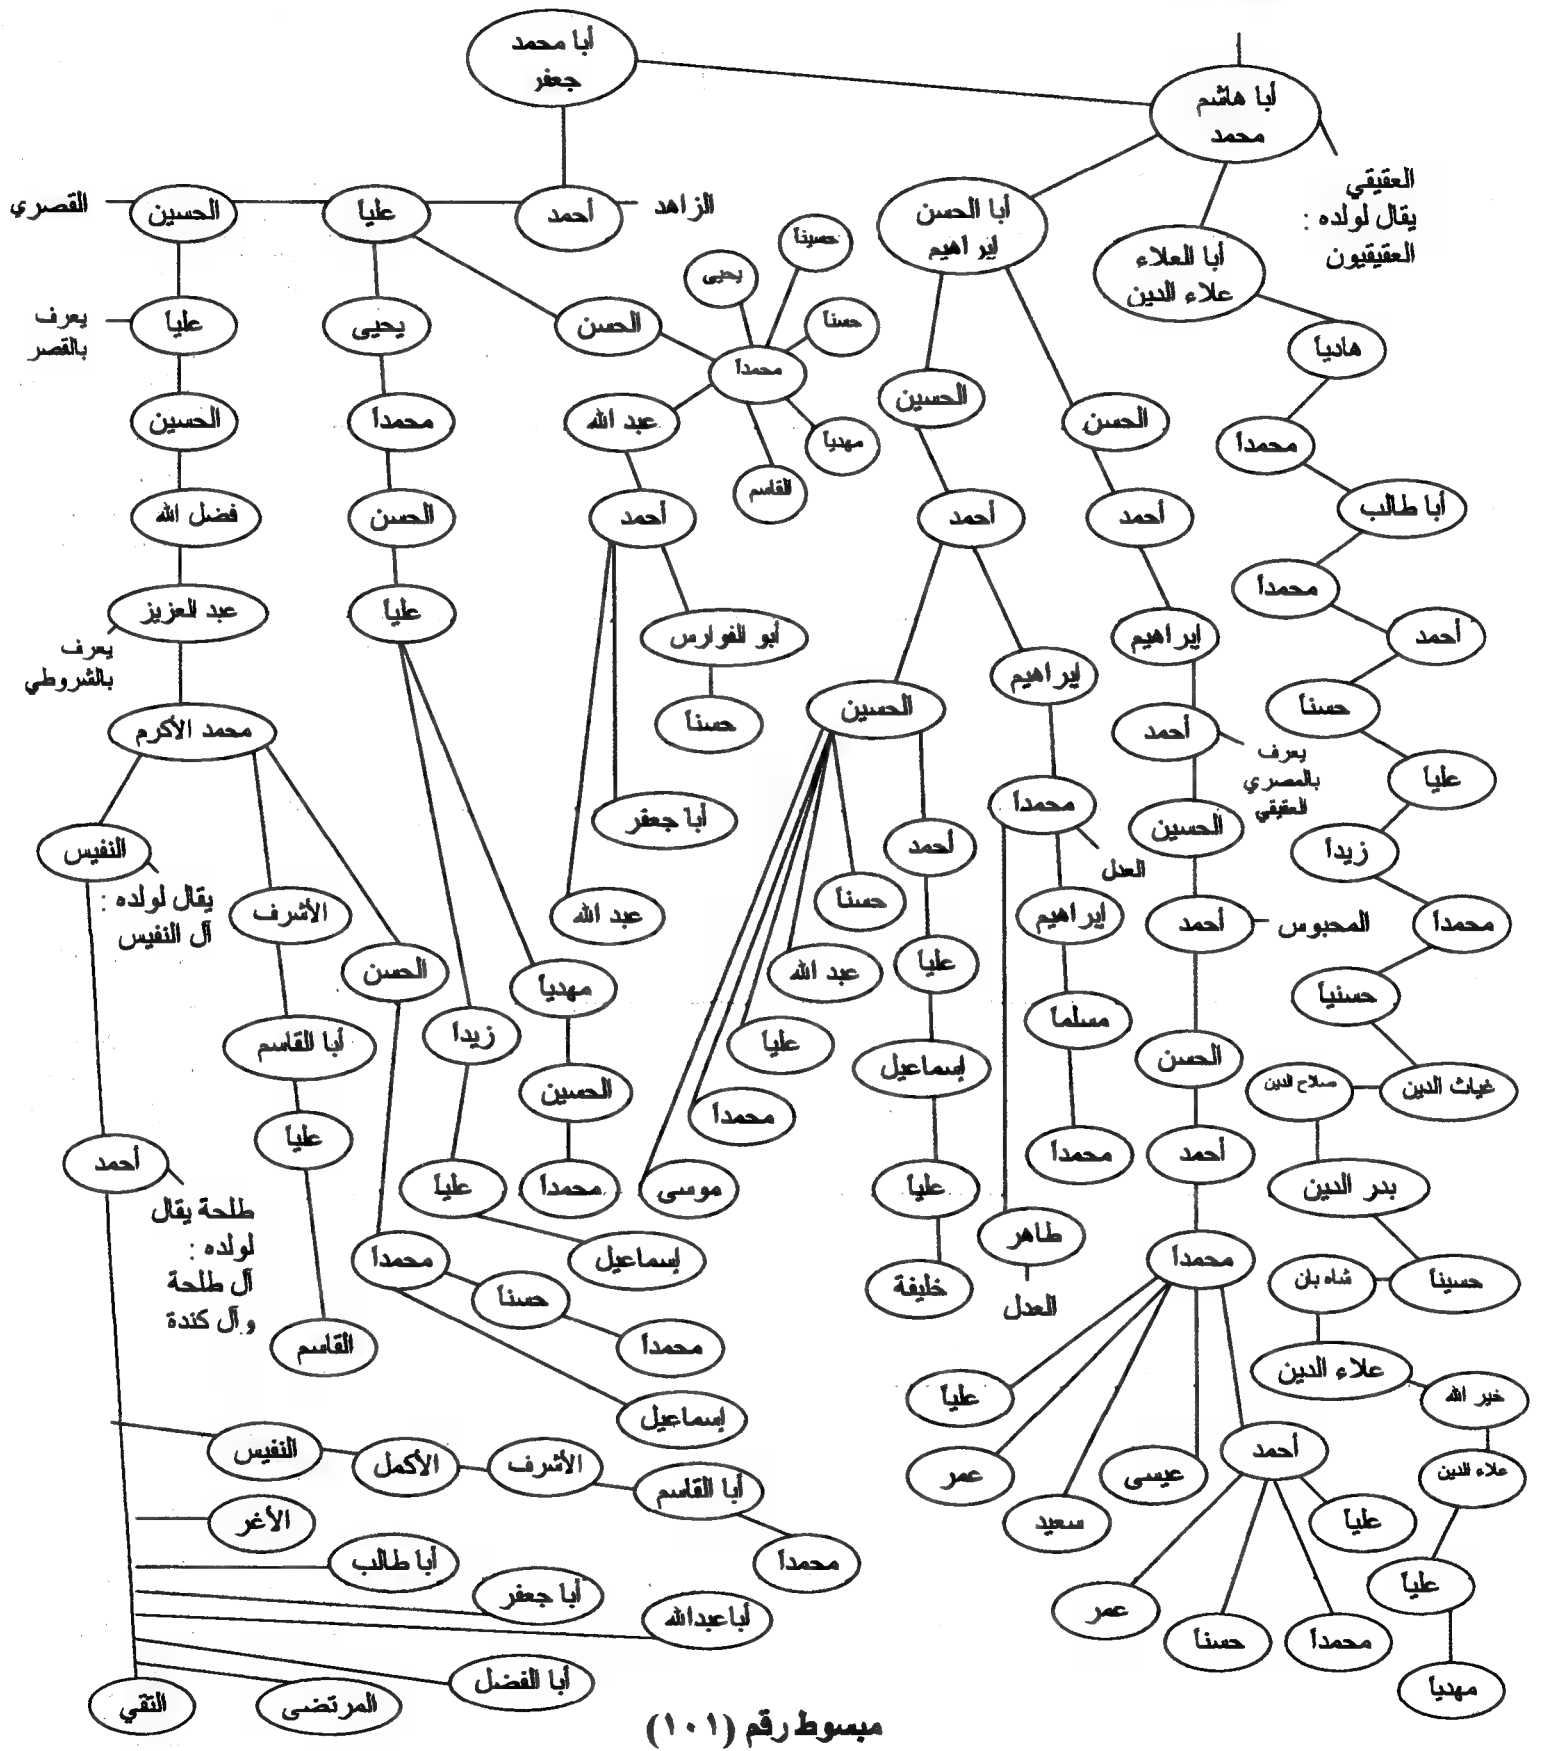 أبا محمد
جعفر
أبا هاشم
محمد
العقيقي
يقال لولده :
العقيقيون
القصري
الحسين
عليا
أحمد
الزاهد
أبا الحسن
إبراهيم
أبا العلاء
علاء الدين
حسيناً
يحيى
حسناً
محمداً
مهدياً
القاسم
يعرف
بالقصر
عليا
يحيى
الحسن
هادياً
الحسين
محمداً
عبد الله
الحسين
الحسن
محمداً
فضل الله
الحسن
أحمد
أحمد
أحمد
أبا طالب
محمداً
عبد العزيز
يعرف
بالشروطي
عليا
أبو الفوارس
إبراهيم
إبراهيم
أحمد
محمد الأكرم
حسناً
الحسين
أحمد
يعرف
بالمصري
العقيقي
حسناً
علياً
النفيس
يقال لولده :
آل النفيس
أبا جعفر
أحمد
محمداً
العدل
الحسين
زيداً
الأشرف
عبد الله
حسناً
إبراهيم
أحمد
المحبوس
محمداً
الحسن
مهدياً
عبد الله
علياً
حسنياً
أبا القاسم
زيدا
علياً
مسلما
الحسن
الحسين
إسماعيل
صلاح الدين
غياث الدين
عليا
محمداً
محمداً
أحمد
أحمد
طلحة يقال
لولده :
آل طلحة
وآل كندة
عليا
محمداً
موسى
عليا
بدر الدين
محمداً
إسماعيل
طاهر
العدل
محمداً
حسناً
خليفة
شاه بان
حسيناً
القاسم
محمداً
علاء الدين
خير الله
إسماعيل
علياً
النفيس
الأكمل
الأشرف
أبا القاسم
محمداً
عمر
عيسى
أحمد
علاء الدين
سعيد
علياً
الأغر
أبا طالب
أبا جعفر
أبا عبدالله
عمر
حسناً
محمداً
علياً
أبا الفضل
المرتضى
التقي
مهدياً
مبسوط رقم (١٠١)